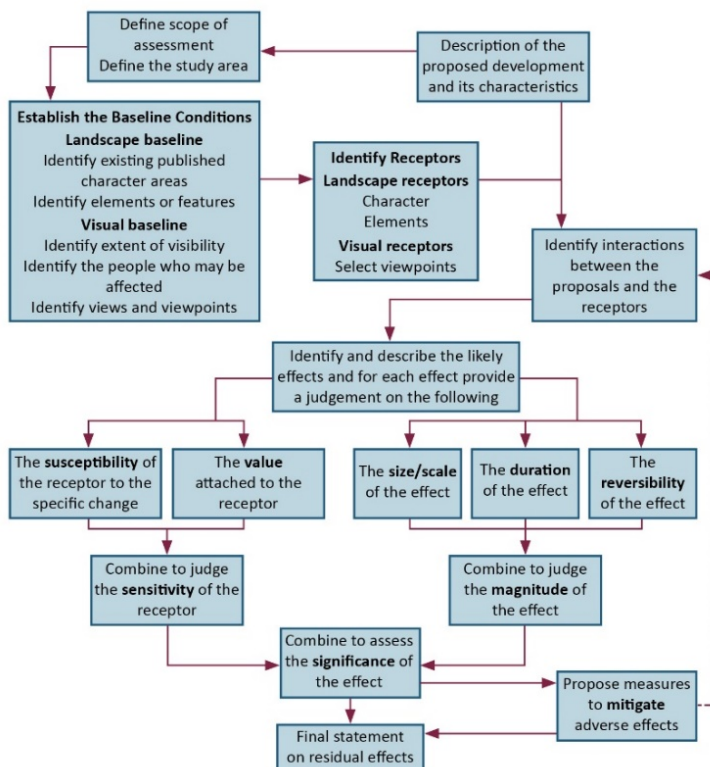 Define scope of
assessment
Define the study area
Description of the
proposed development
and its characteristics
Establish the Baseline Conditions
Landscape baseline
Identify existing published
character areas
Identify elements or features
Visual baseline
Identify extent of visibility
Identify the people who may be
affected
Identify views and viewpoints
Identify Receptors
Landscape receptors
Character
Elements
Visual receptors
Select viewpoints
Identify interactions
between the
proposals and the
receptors
Identify and describe the likely
effects and for each effect provide
a judgement on the following
The susceptibility of
the receptor to the
specific change
The value
attached to the
receptor
The size/scale
of the effect
The duration
of the effect
The
reversibility
of the effect
Combine to judge
the sensitivity of the
receptor
Combine to judge
the magnitude of
the effect
Combine to assess
the significance of
the effect
Propose measures
to mitigate
adverse effects
Final statement
on residual effects